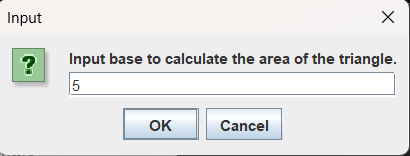 Input
Input base to calculate the area of the triangle.
5
OK Cancel